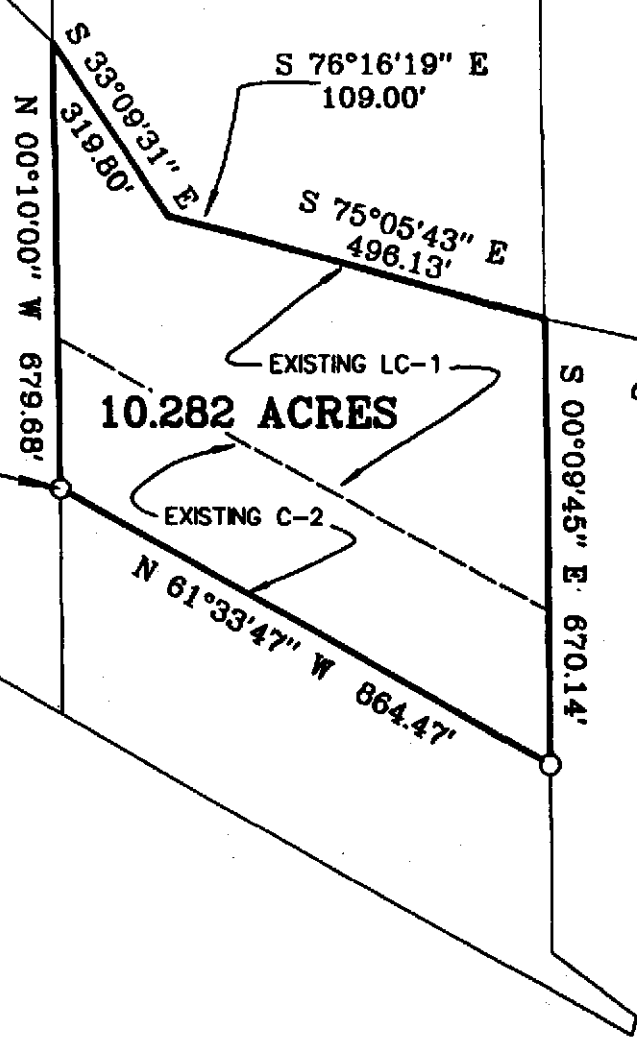 S 33°09'31" E
319.80'
S 76°16'19" E
109.00'
S 75°05'43" E
496.13'
N 00°10'00" W 679.68'
EXISTING LC-1
10.282 ACRES
S 00°09'45" E 670.14'
EXISTING C-2
N 61°33'47" W 864.47'